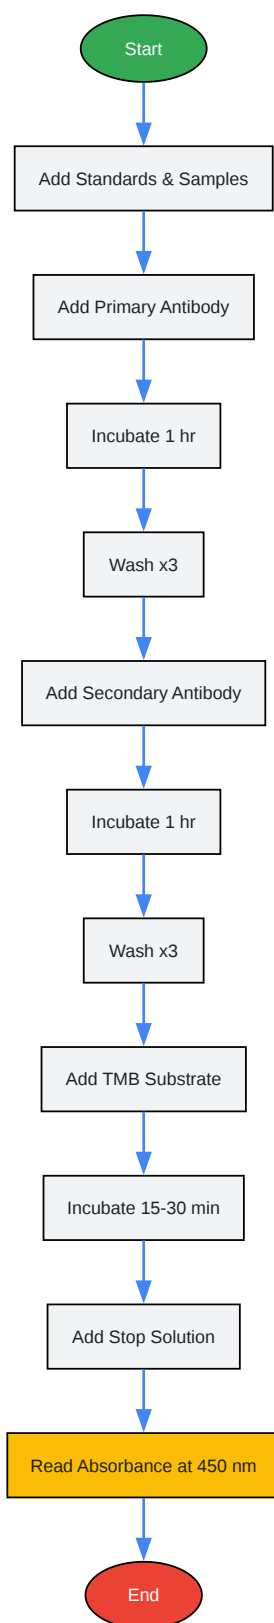 Start
Add Standards & Samples
Add Primary Antibody
Incubate 1 hr
Wash x3
Add Secondary Antibody
Incubate 1 hr
Wash x3
Add TMB Substrate
Incubate 15-30 min
Add Stop Solution
Read Absorbance at 450 nm
End